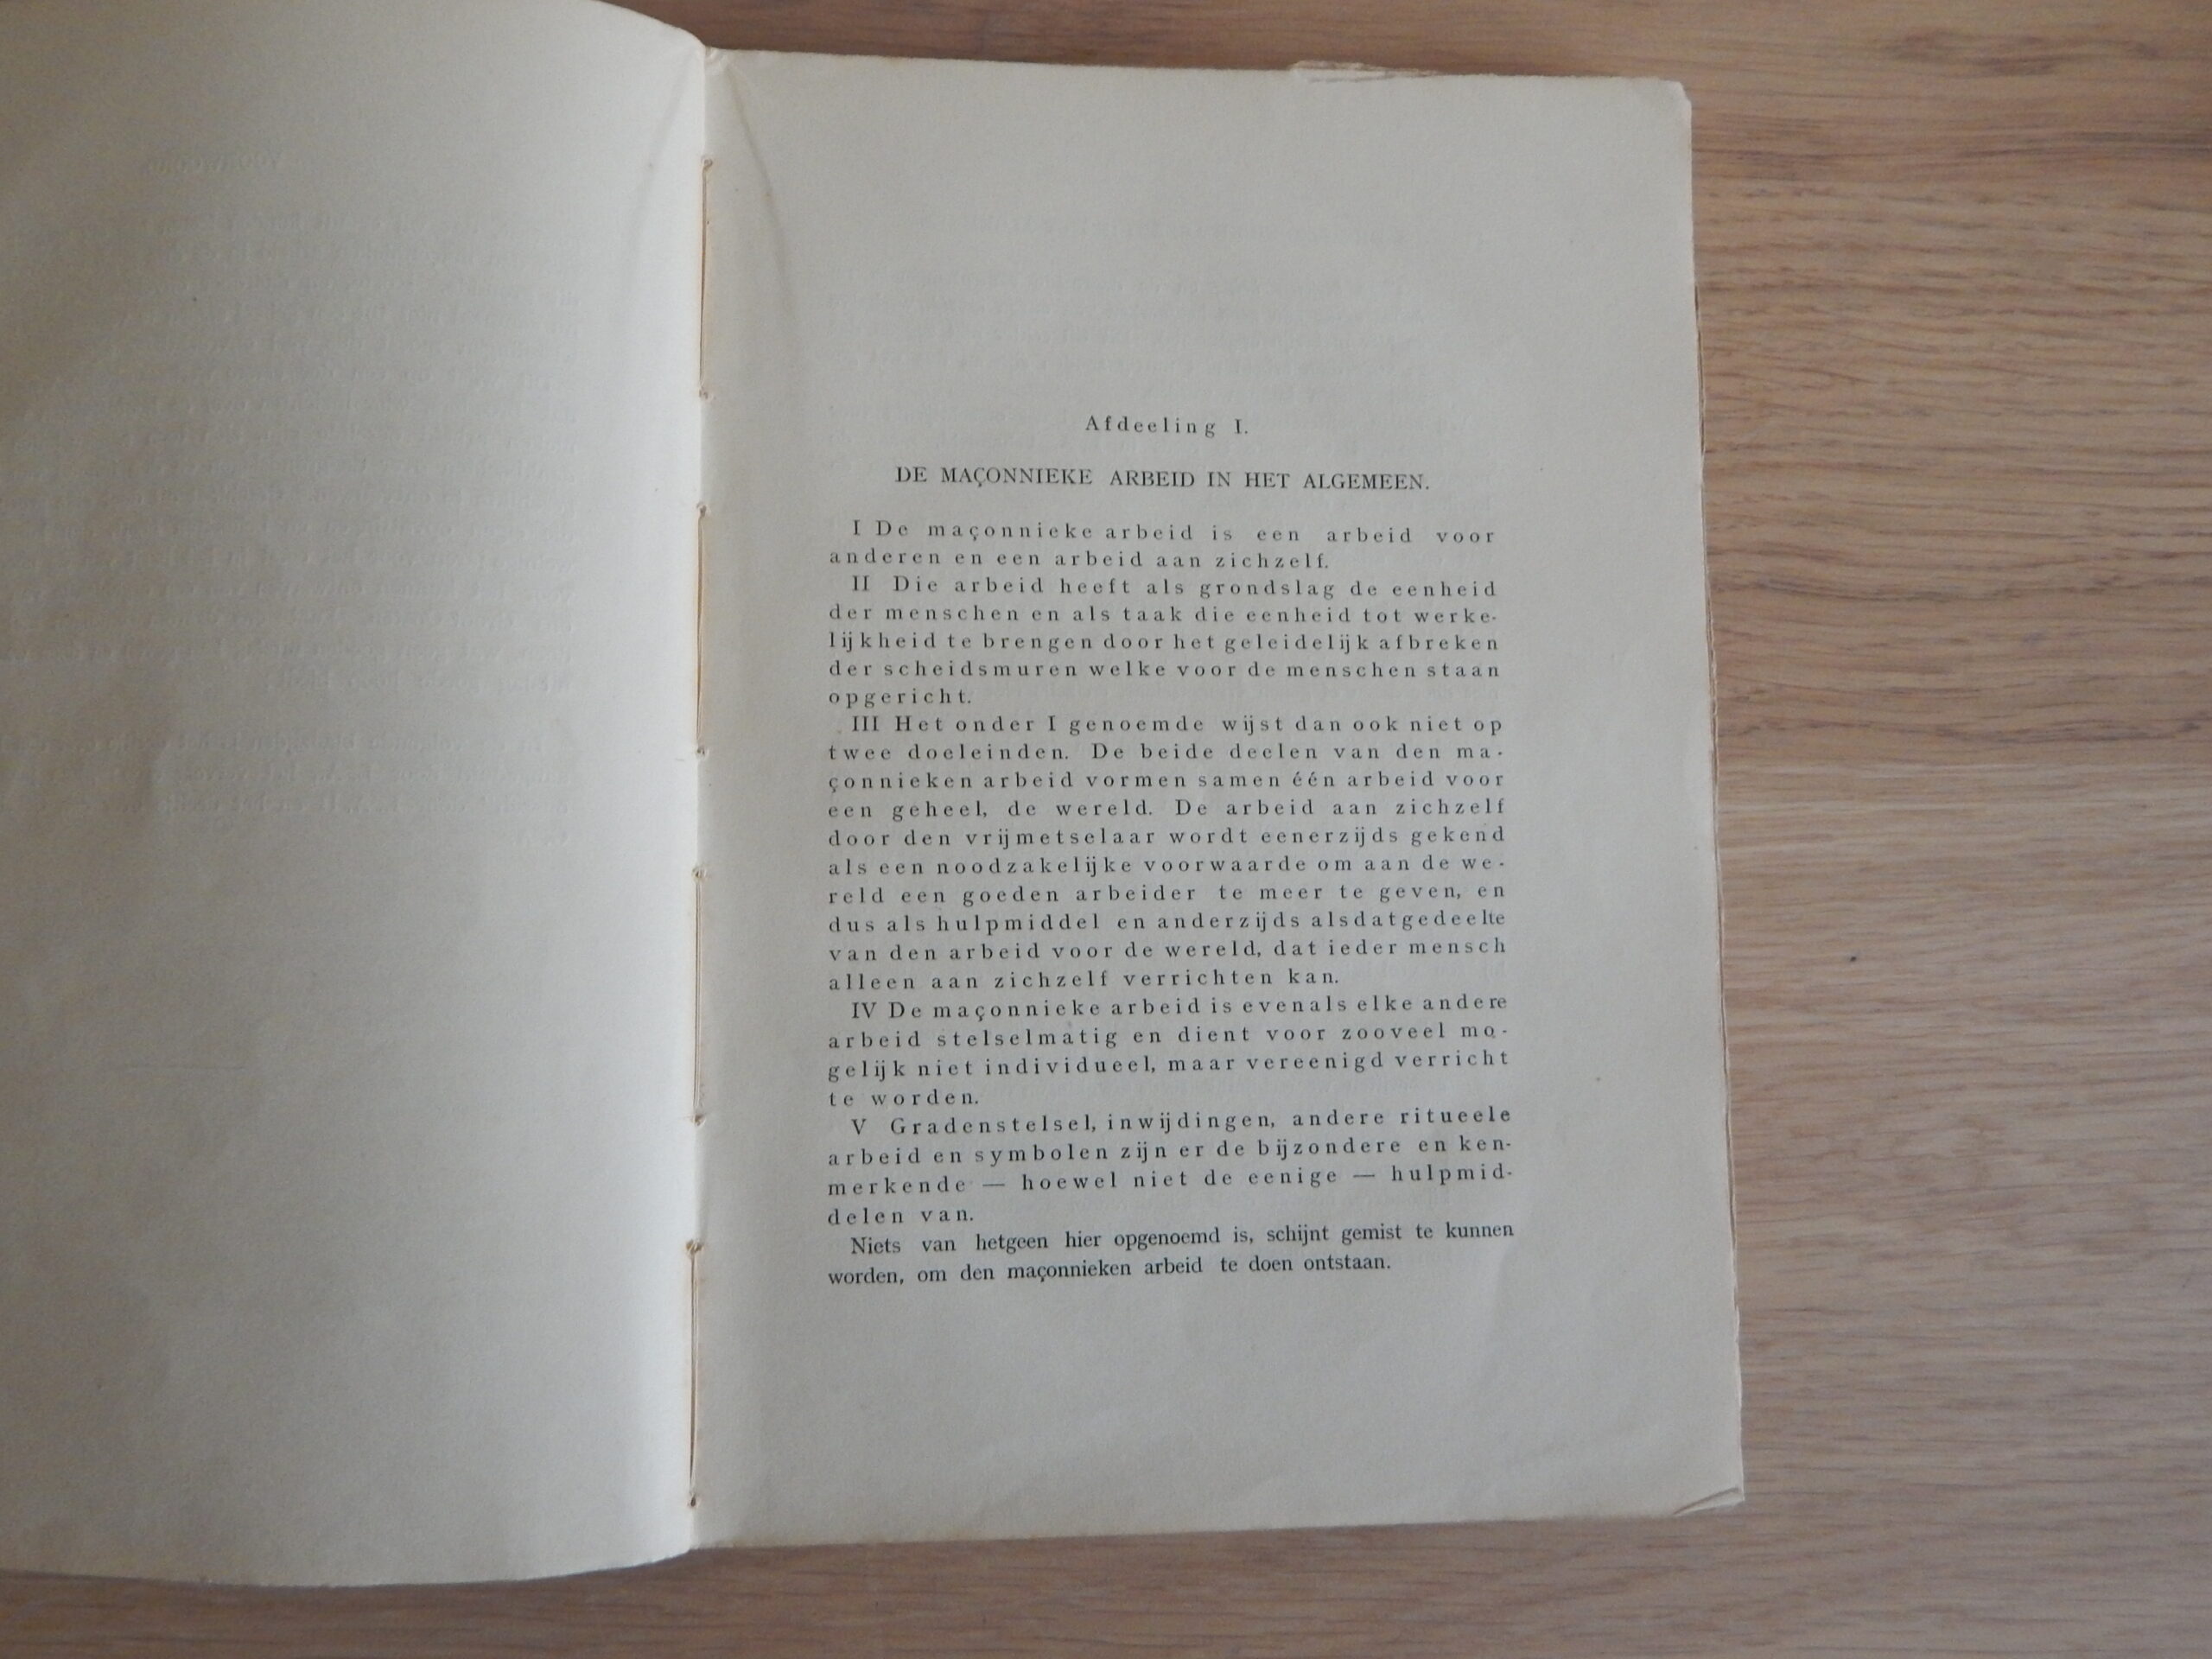 Afdeeling I.
DE MAÇONNIEKE ARBEID IN HET ALGEMEEN.
I De maçonnieke arbeid is een arbeid voor
anderen en een arbeid aan zichzelf.
II Die arbeid heeft als grondslag de eenheid
der menschen en als taak die eenheid tot werke-
lijkheid te brengen door het geleidelijk afbreken
der scheidsmuren welke voor de menschen staan
opgericht.
III Het onder I genoemde wijst dan ook niet op
twee doeleinden. De beide deelen van den ma-
çonnieken arbeid vormen samen één arbeid voor
een geheel, de wereld. De arbeid aan zichzelf
door den vrijmetselaar wordt eenerzijds gekend
als een noodzakelijke voorwaarde om aan de we-
reld een goeden arbeider te meer te geven, en
dus als hulpmiddel en anderzijds als dat gedeelte
van den arbeid voor de wereld, dat ieder mensch
alleen aan zichzelf verrichten kan.
IV De maçonnieke arbeid is evenals elke andere
arbeid stelselmatig en dient voor zooveel mo-
gelijk niet individueel, maar vereenigd verricht
te worden.
V Gradenstelsel, inwijdingen, andere ritueele
arbeid en symbolen zijn er de bijzondere en ken-
merkende — hoewel niet de eenige — hulpmid-
delen van.
Niets van hetgeen hier opgenoemd is, schijnt gemist te kunnen
worden, om den maçonnieken arbeid te doen ontstaan.